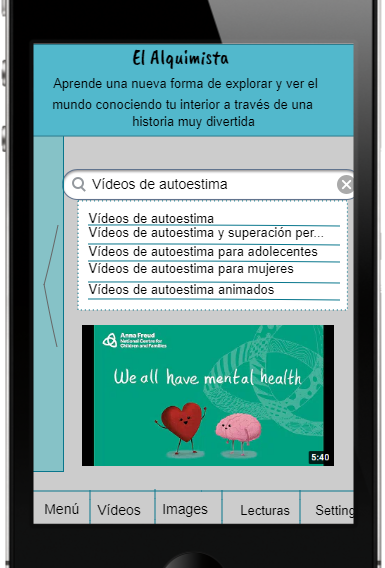 El Alquimista
Aprende una nueva forma de explorar y ver el
mundo conociendo tu interior a través de una
historia muy divertida
Vídeos de autoestima
Vídeos de autoestima
Vídeos de autoestima y superación per...
Vídeos de autoestima para adolecentes
Vídeos de autoestima para mujeres
Vídeos de autoestima animados
Anna Freud
National Centre for
Children and Families
We all have mental health
5:40
Menú Vídeos Images Lecturas Setting